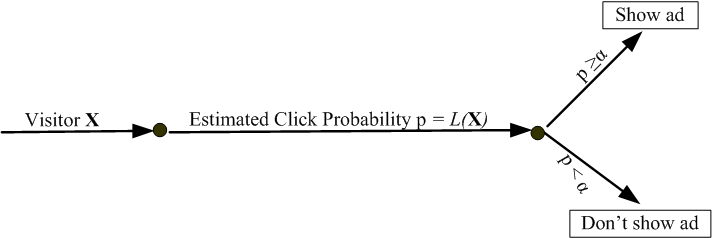 Show ad
p ≥α
Visitor X
Estimated Click Probability p = L(X)
p < α
Don't show ad